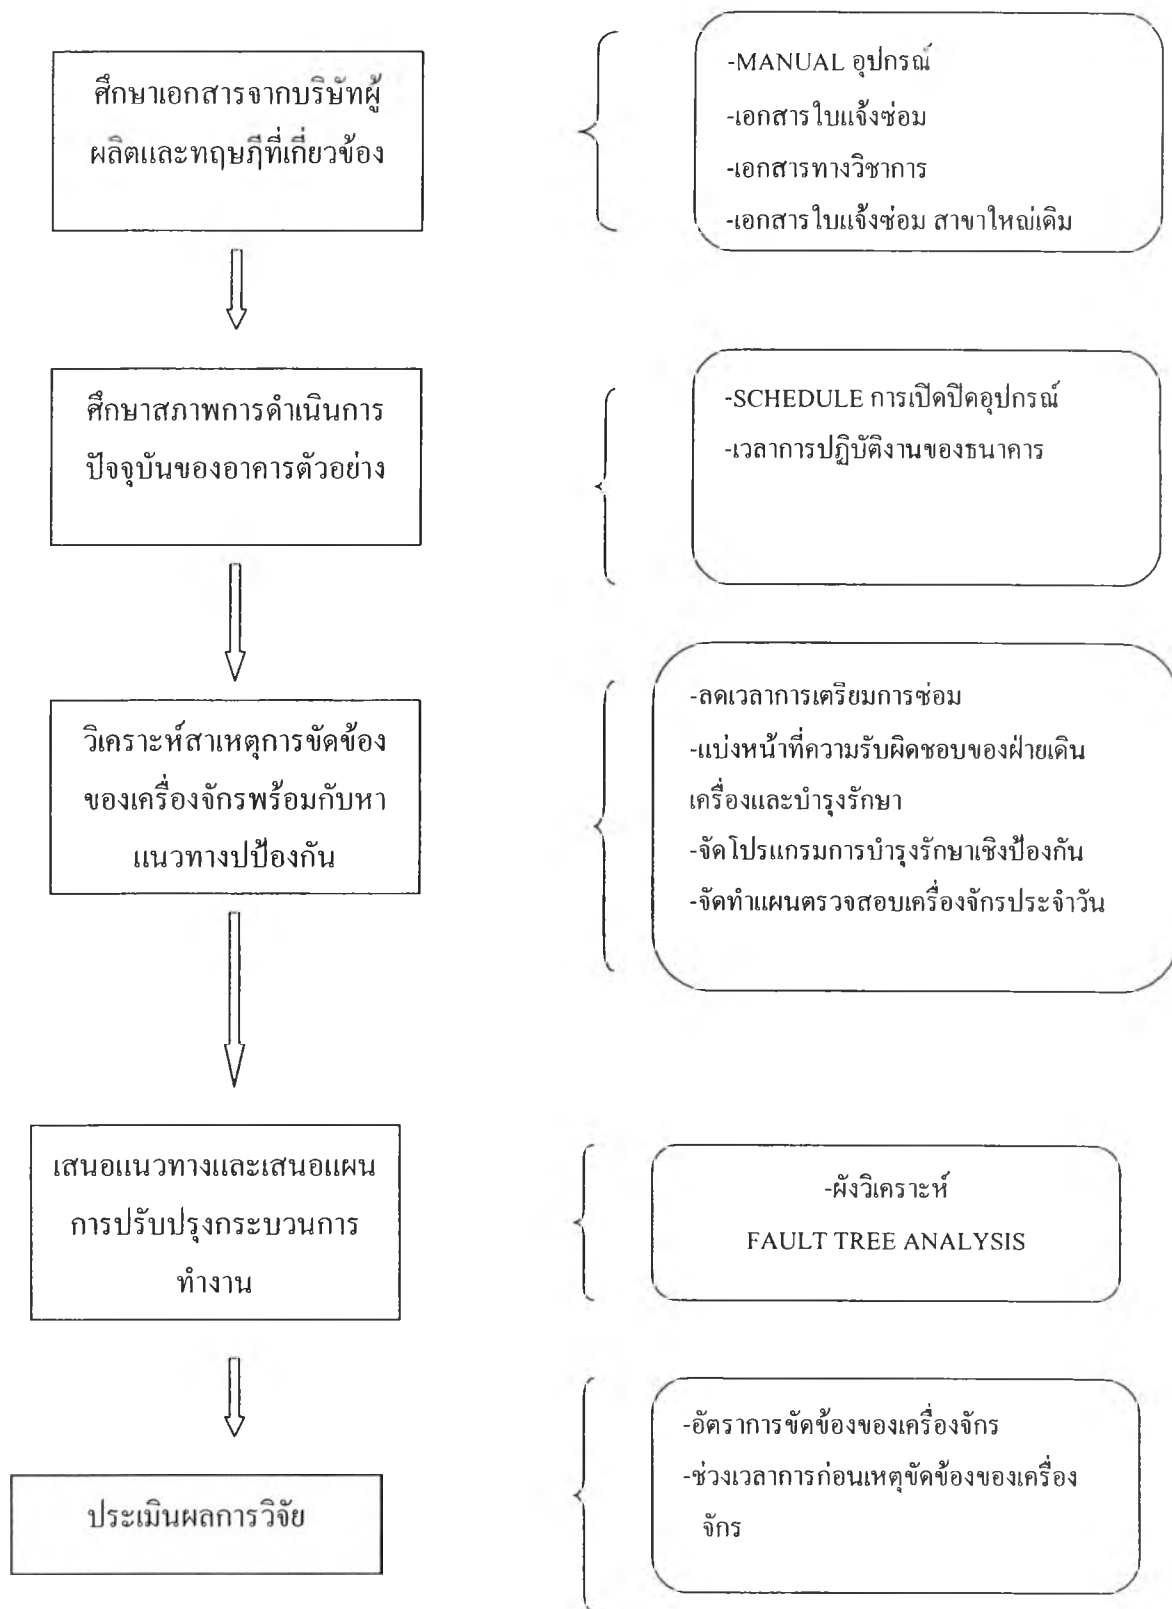 ศึกษาเอกสารจากบริษัทผู้
ผลิตและทฤษฎีที่เกี่ยวข้อง
-MANUAL อุปกรณ์
-เอกสารใบแจ้งซ่อม
-เอกสารทางวิชาการ
-เอกสารใบแจ้งซ่อม สาขาใหญ่เดิม
ศึกษาสภาพการดำเนินการ
ปัจจุบันของอาคารตัวอย่าง
-SCHEDULE การเปิดปิดอุปกรณ์
-เวลาการปฏิบัติงานของธนาคาร
วิเคราะห์สาเหตุการขัดข้อง
ของเครื่องจักรพร้อมกับหา
แนวทางปป้องกัน
-ลดเวลาการเตรียมการซ่อม
-แบ่งหน้าที่ความรับผิดชอบของฝ่ายเดิน
เครื่องและบำรุงรักษา
-จัดโปรแกรมการบำรุงรักษาเชิงป้องกัน
-จัดทำแผนตรวจสอบเครื่องจักรประจำวัน
เสนอแนวทางและเสนอแผน
การปรับปรุงกระบวนการ
ทำงาน
-ผังวิเคราะห์
FAULT TREE ANALYSIS
ประเมินผลการวิจัย
-อัตราการขัดข้องของเครื่องจักร
-ช่วงเวลาการก่อนเหตุขัดข้องของเครื่อง
จักร